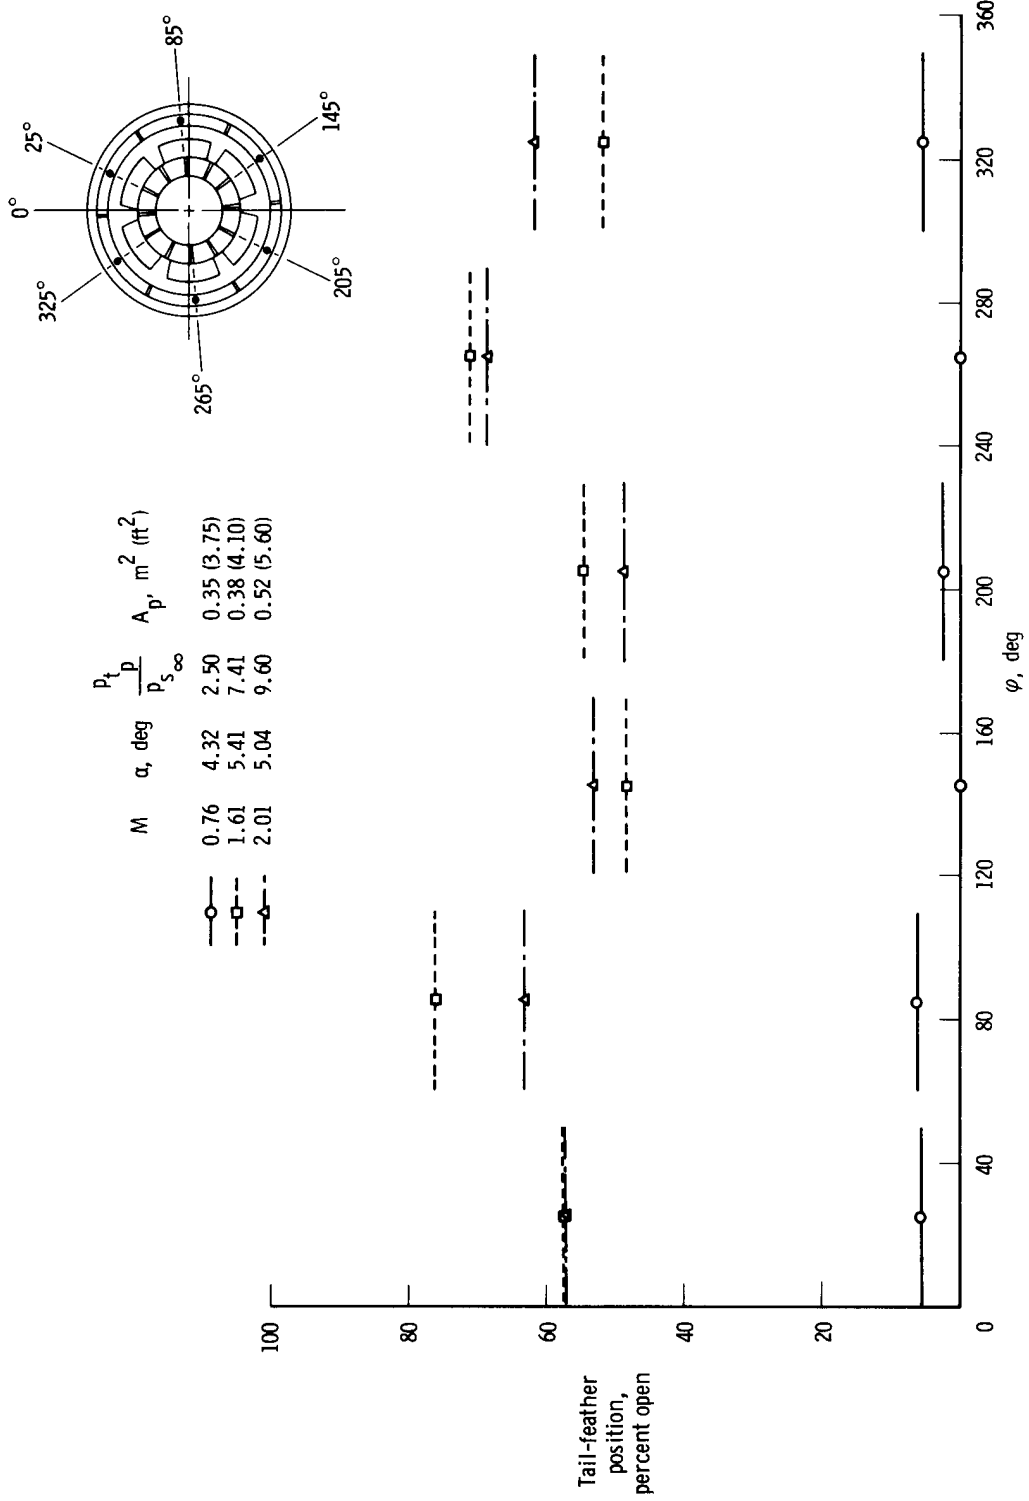 0°
25°
85°
145°
205°
265°
325°
M α, deg p_t_p / p_s_∞ A_p, m² (ft²)
0.76 4.32 2.50 0.35 (3.75)
1.61 5.41 7.41 0.38 (4.10)
2.01 5.04 9.60 0.52 (5.60)
Tail-feather
position,
percent open
100
80
60
40
20
0 40 80 120 160 200 240 280 320 360
φ, deg